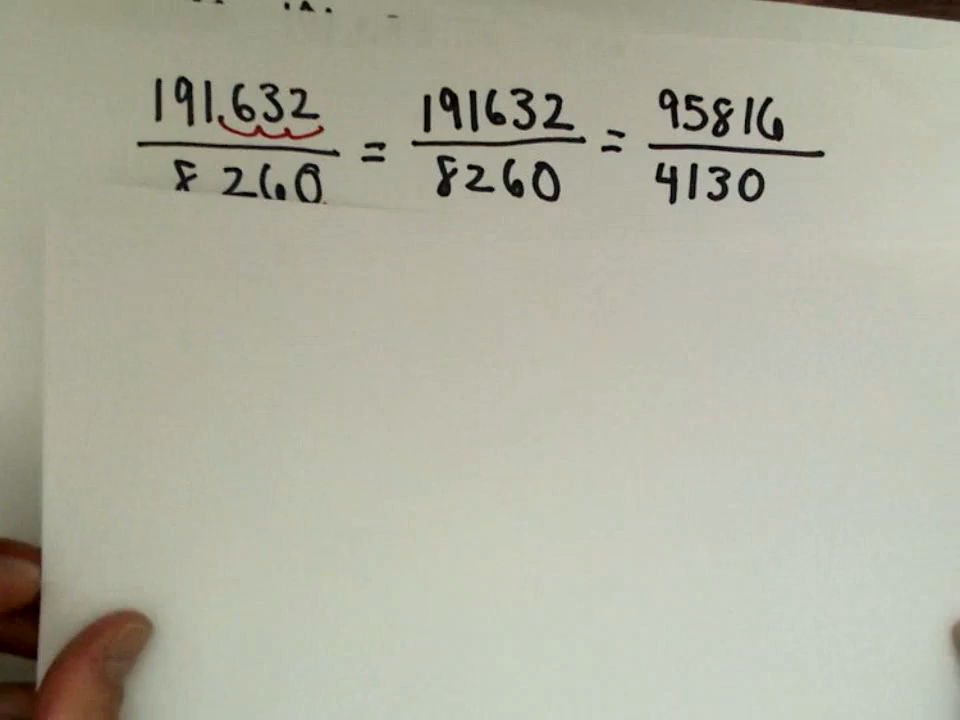 191.632 / 8 260 = 191632 / 8260 = 95816 / 4130